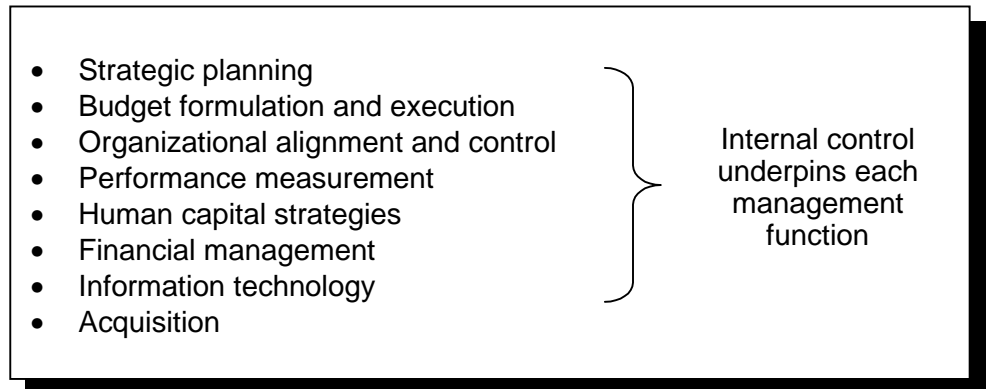 • Strategic planning
• Budget formulation and execution
• Organizational alignment and control
• Performance measurement
• Human capital strategies
• Financial management
• Information technology
• Acquisition
Internal control
underpins each
management
function